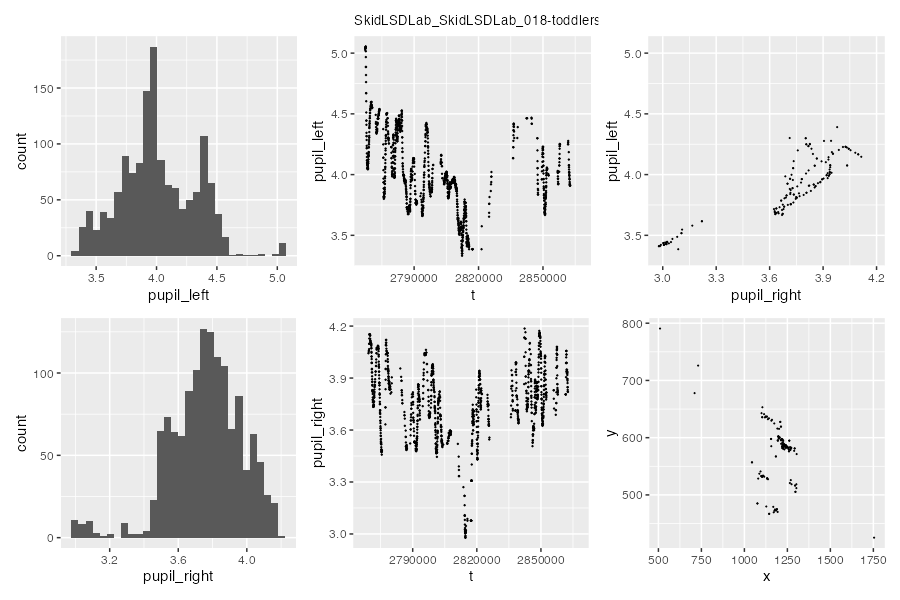 SkidLSDLab_SkidLSDLab_018-toddlers
count
150
100
50
0
3.5 4.0 4.5 5.0
pupil_left
pupil_left
5.0
4.5
4.0
3.5
2790000 2820000 2850000
t
pupil_left
5.0
4.5
4.0
3.5
3.0 3.3 3.6 3.9 4.2
pupil_right
count
100
50
0
3.2 3.6 4.0
pupil_right
pupil_right
4.2
3.9
3.6
3.3
3.0
2790000 2820000 2850000
t
y
800
700
600
500
500 750 1000 1250 1500 1750
x